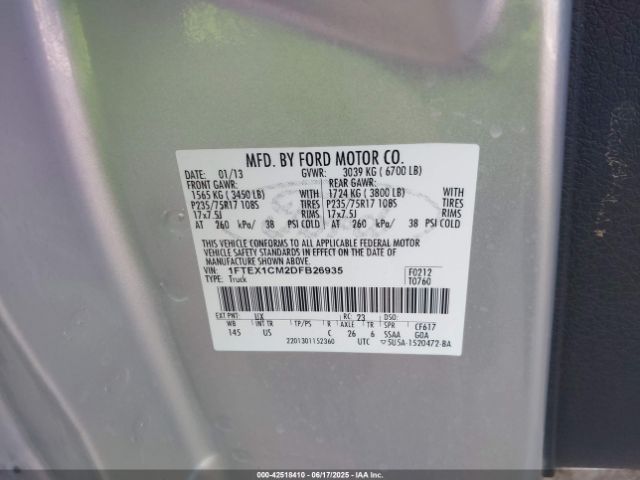 MFD. BY FORD MOTOR CO.
DATE: 01/13 GVWR: 3039 KG ( 6700 LB)
FRONT GAWR: REAR GAWR:
1565 KG ( 3450 LB) WITH 1724 KG ( 3800 LB) WITH
P235/75R17 108S TIRES P235/75R17 108S TIRES
17x7.5J RIMS 17x7.5J RIMS
AT 260 kPa/ 38 PSI COLD AT 260 kPa/ 38 PSI COLD
THIS VEHICLE CONFORMS TO ALL APPLICABLE FEDERAL MOTOR
VEHICLE SAFETY STANDARDS IN EFFECT ON THE DATE OF
MANUFACTURE SHOWN ABOVE.
VIN: 1FTEX1CM2DFB26935 F0212
TYPE: Truck T0760
EXT PNT: UX RC: 23 CF617
WB INT TR TP/PS R AXLE TR SPR
145 US C 26 6 SSAA G0A
2201301152360 UTC 5U5A-1520472-BA
000-42518410 - 06/17/2025 - IAAI.COM